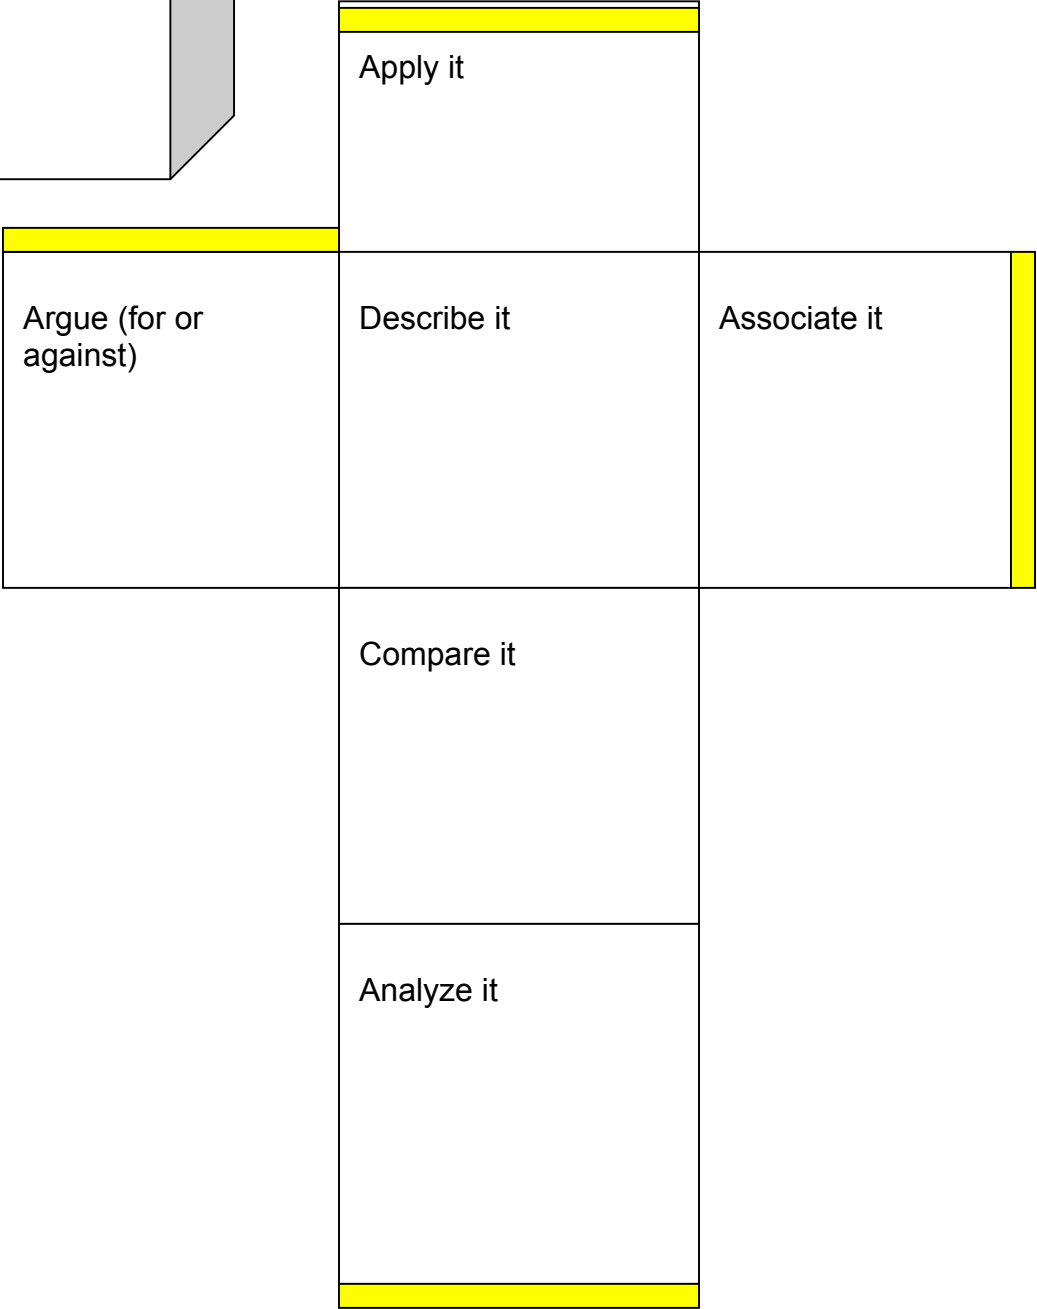 Apply it
Argue (for or
against)
Describe it
Associate it
Compare it
Analyze it